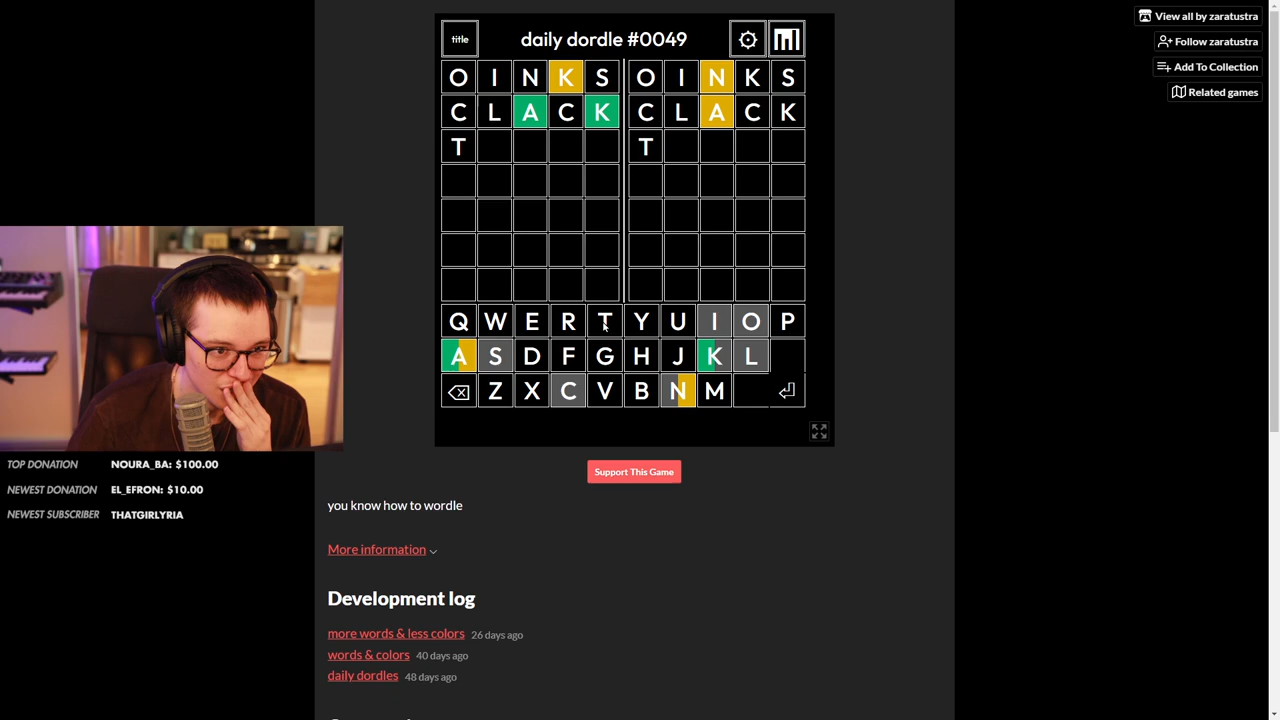 View all by zaratustra
Follow zaratustra
Add To Collection
Related games
title
daily dordle #0049
O I N K S O I N K S
C L A C K C L A C K
T T
Q W E R T Y U I O P
A S D F G H J K L
Z X C V B N M
Support This Game
you know how to wordle
More information
Development log
more words & less colors 26 days ago
words & colors 40 days ago
daily dordles 48 days ago
TOP DONATION NOURA_BA: $100.00
NEWEST DONATION EL_EFRON: $10.00
NEWEST SUBSCRIBER THATGIRLYRIA